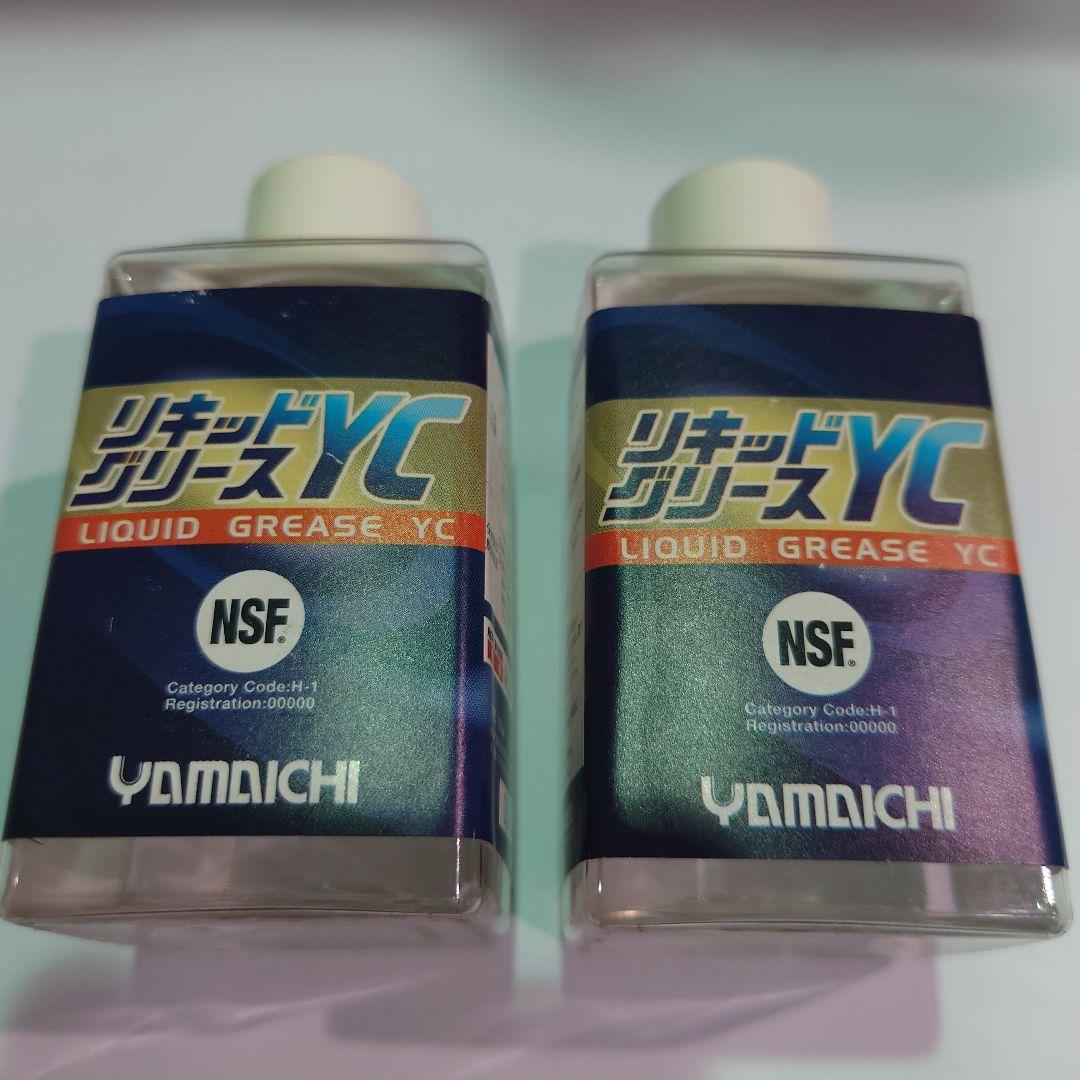 リキッド
グリースYC
LIQUID GREASE YC
NSF®
Category Code:H-1
Registration:00000
YAMAICHI
リキッド
グリースYC
LIQUID GREASE YC
NSF®
Category Code:H-1
Registration:00000
YAMAICHI